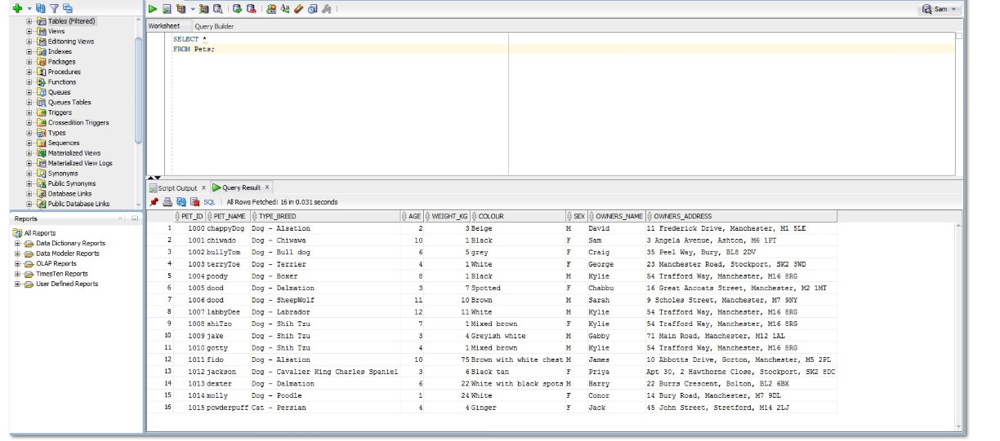 Sam
Tables (Filtered)
Views
Editioning Views
Indexes
Packages
Procedures
Functions
Queues
Queues Tables
Triggers
Crossedition Triggers
Types
Sequences
Materialized Views
Materialized View Logs
Synonyms
Public Synonyms
Database Links
Public Database Links
Reports
All Reports
Data Dictionary Reports
Data Modeler Reports
OLAP Reports
TimesTen Reports
User Defined Reports
Worksheet Query Builder
SELECT *
FROM Pets;
Script Output x Query Result x
SQL | All Rows Fetched: 16 in 0.031 seconds
PET_ID PET_NAME TYPE_BREED AGE WEIGHT_KG COLOUR SEX OWNERS_NAME OWNERS_ADDRESS
1 1000 chappyDog Dog - Alsation 2 3 Beige M David 11 Frederick Drive, Manchester, M1 5LE
2 1001 chiwado Dog - Chiwawa 10 1 Black F Sam 3 Angela Avenue, Ashton, M6 1PT
3 1002 bullyTom Dog - Bull dog 6 5 grey F Craig 35 Peel Way, Bury, BL8 2DV
4 1003 terryToe Dog - Terrier 4 1 White F George 23 Manchester Road, Stockport, SK2 3WD
5 1004 poody Dog - Boxer 8 1 Black M Kylie 54 Trafford Way, Manchester, M16 8RG
6 1005 dood Dog - Dalmation 3 7 Spotted F Chabbu 16 Great Ancoats Street, Manchester, M2 1MT
7 1006 dood Dog - SheepWolf 11 10 Brown M Sarah 9 Scholes Street, Manchester, M7 9NY
8 1007 labbyDee Dog - Labrador 12 11 White M Kylie 54 Trafford Way, Manchester, M16 8RG
9 1008 shiTzo Dog - Shih Tzu 7 1 Mixed brown F Kylie 54 Trafford Way, Manchester, M16 8RG
10 1009 jake Dog - Shih Tzu 3 4 Greyish white M Gabby 71 Main Road, Manchester, M12 1AL
11 1010 gotty Dog - Shih Tzu 4 1 Mixed brown M Kylie 54 Trafford Way, Manchester, M16 8RG
12 1011 fido Dog - Alsation 10 75 Brown with white chest M James 10 Abbotts Drive, Gorton, Manchester, M5 2PL
13 1012 jackson Dog - Cavalier King Charles Spaniel 3 6 Black tan F Priya Apt 30, 2 Hawthorne Close, Stockport, SK2 8DC
14 1013 dexter Dog - Dalmation 6 22 White with black spots M Harry 22 Burrs Crescent, Bolton, BL2 6BX
15 1014 molly Dog - Poodle 1 24 White F Conor 14 Bury Road, Manchester, M7 9DL
16 1015 powderpuff Cat - Persian 4 4 Ginger F Jack 45 John Street, Stretford, M14 2LJ